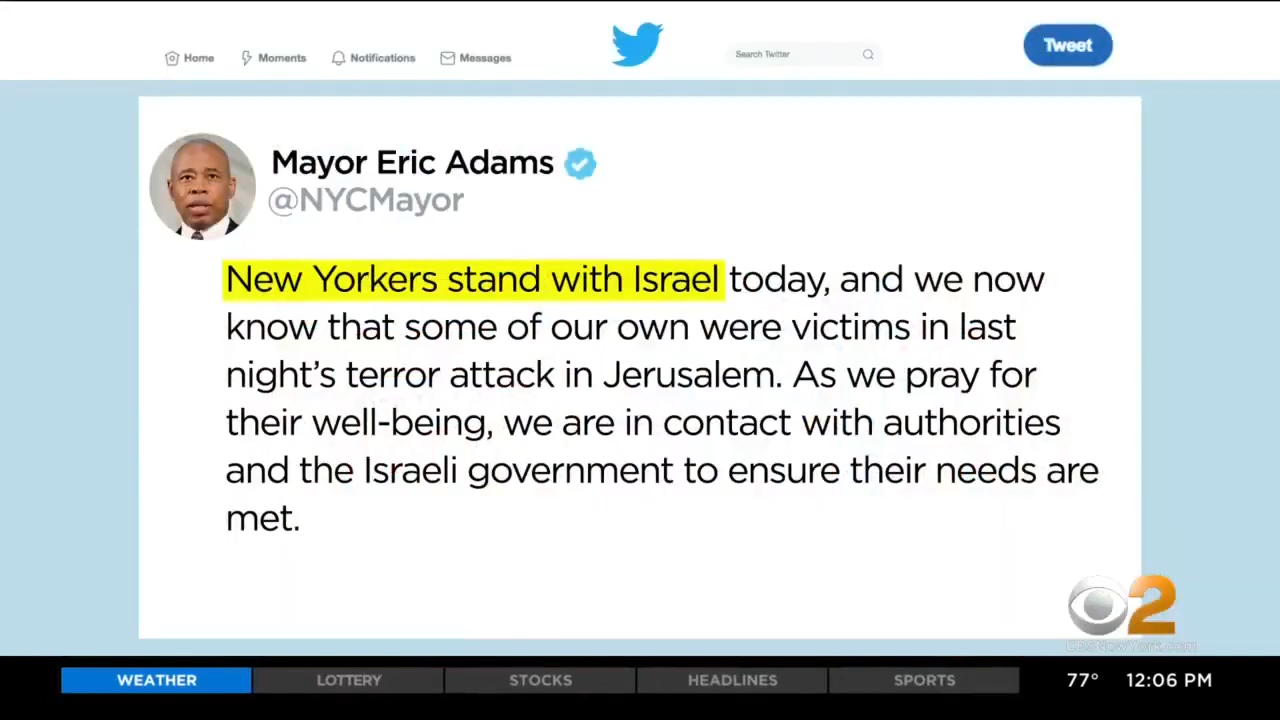 Home Moments Notifications Messages Search Twitter Tweet
Mayor Eric Adams
@NYCMayor
New Yorkers stand with Israel today, and we now
know that some of our own were victims in last
night's terror attack in Jerusalem. As we pray for
their well-being, we are in contact with authorities
and the Israeli government to ensure their needs are
met.
2
CBSNewYork.com
WEATHER LOTTERY STOCKS HEADLINES SPORTS 77° 12:06 PM